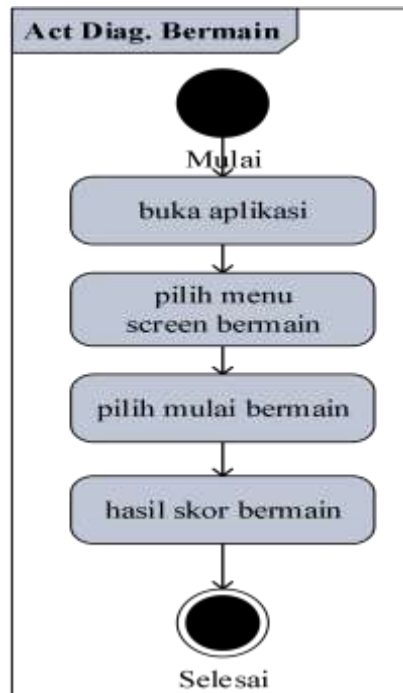 Act Diag. Bermain
Mulai
buka aplikasi
pilih menu
screen bermain
pilih mulai bermain
hasil skor bermain
Selesai